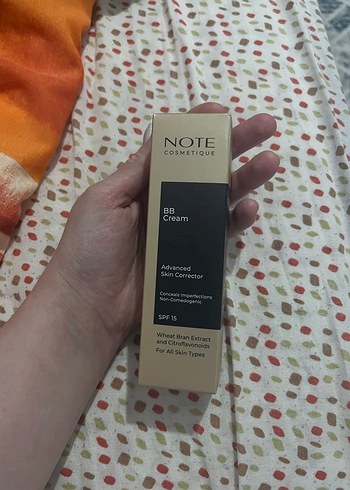 NOTE
COSMETIQUE
BB
Cream
Advanced
Skin Corrector
Conceals Imperfections
Non-Comedogenic
SPF 15
Wheat Bran Extract
and Citroflavonoids
For All Skin Types